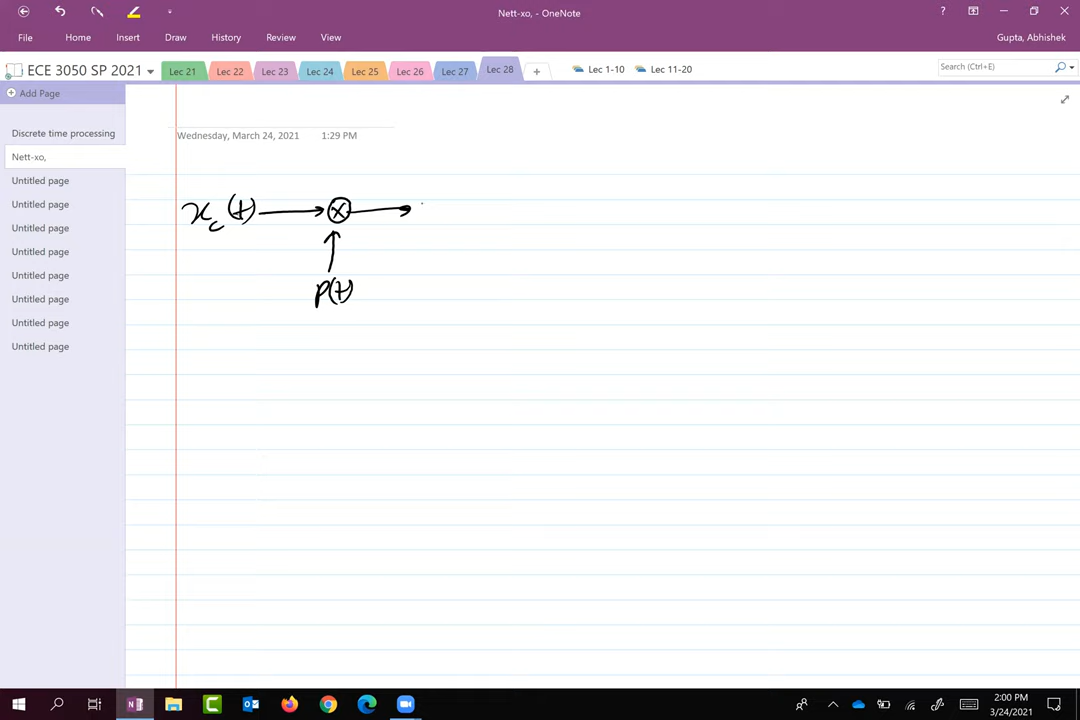 Nett-xo, - OneNote
?
File Home Insert Draw History Review View
Gupta, Abhishek
ECE 3050 SP 2021
Lec 21 Lec 22 Lec 23 Lec 24 Lec 25 Lec 26 Lec 27 Lec 28 + Lec 1-10 Lec 11-20
Search (Ctrl+E)
Add Page
Discrete time processing
Nett-xo,
Untitled page
Untitled page
Untitled page
Untitled page
Untitled page
Untitled page
Untitled page
Untitled page
Wednesday, March 24, 2021 1:29 PM
x_c(t) → ⊗ →
↑
p(t)
2:00 PM
3/24/2021